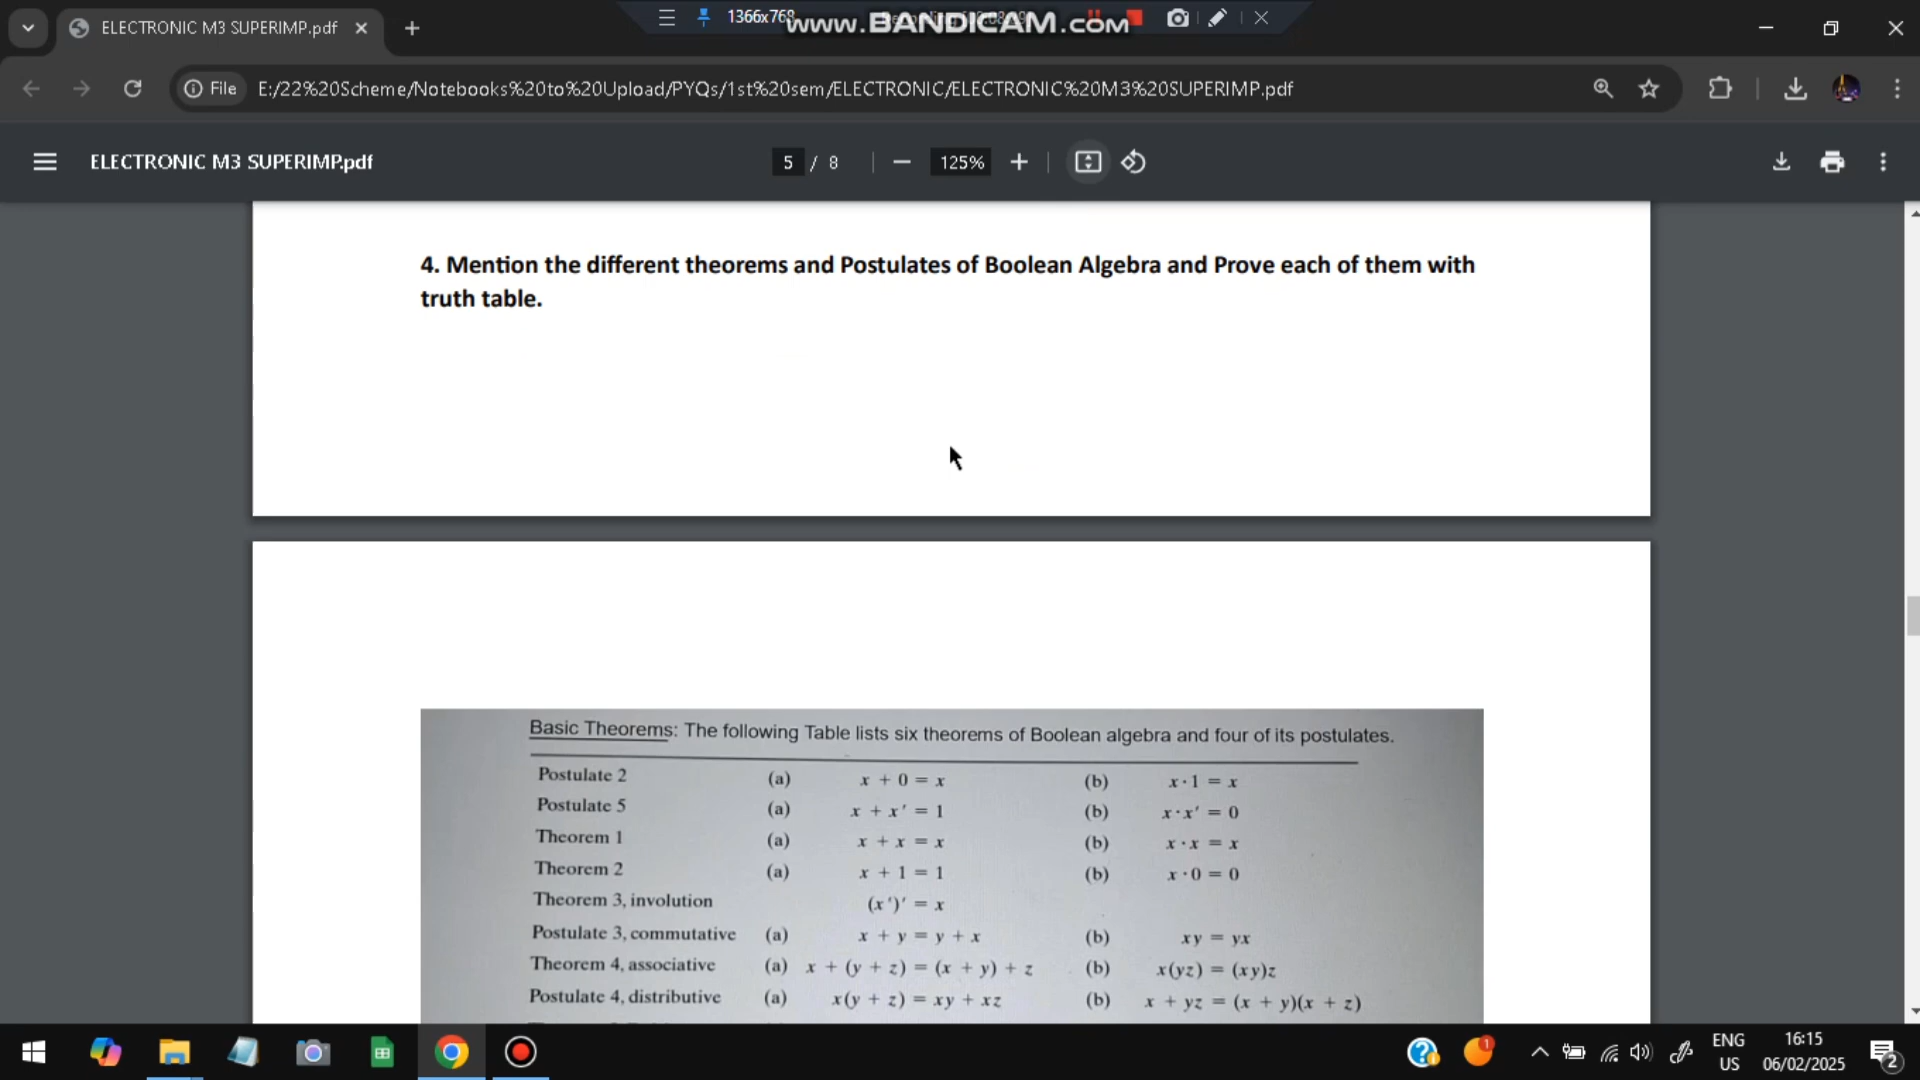 ELECTRONIC M3 SUPERIMP.pdf
1366x768
www.BANDICAM.com
File
E:/22%20Scheme/Notebooks%20to%20Upload/PYQs/1st%20sem/ELECTRONIC/ELECTRONIC%20M3%20SUPERIMP.pdf
ELECTRONIC M3 SUPERIMP.pdf
5 / 8
125%
4. Mention the different theorems and Postulates of Boolean Algebra and Prove each of them with
truth table.
Basic Theorems: The following Table lists six theorems of Boolean algebra and four of its postulates.
Postulate 2 (a) x + 0 = x (b) x · 1 = x
Postulate 5 (a) x + x′ = 1 (b) x · x′ = 0
Theorem 1 (a) x + x = x (b) x · x = x
Theorem 2 (a) x + 1 = 1 (b) x · 0 = 0
Theorem 3, involution (x′)′ = x
Postulate 3, commutative (a) x + y = y + x (b) xy = yx
Theorem 4, associative (a) x + (y + z) = (x + y) + z (b) x(yz) = (xy)z
Postulate 4, distributive (a) x(y + z) = xy + xz (b) x + yz = (x + y)(x + z)
1
ENG
US
16:15
06/02/2025
2